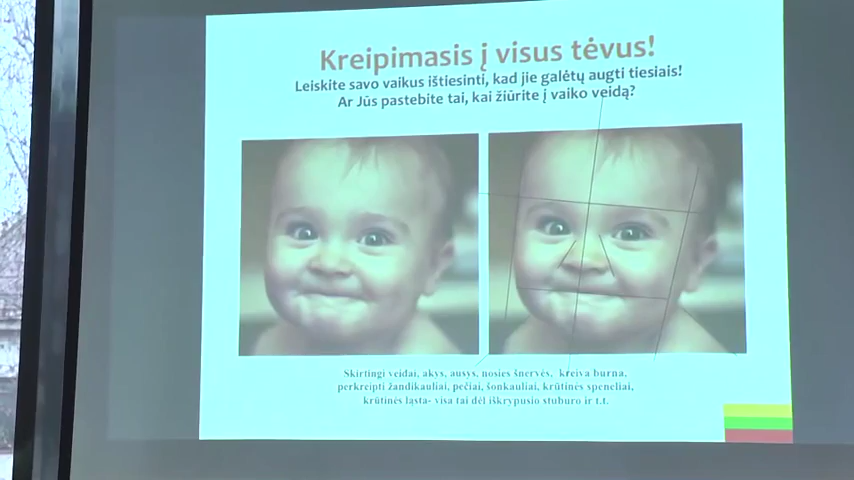 Kreipimasis į visus tėvus!
Leiskite savo vaikus ištiesinti, kad jie galėtų augti tiesiais!
Ar Jūs pastebite tai, kai žiūrite į vaiko veidą?
Skirtingi veidai, akys, ausys, nosies šnervės, kreiva burna,
perkreipti žandikauliai, pečiai, šonkauliai, krūtinės speneliai,
krūtinės ląsta- visa tai dėl iškrypusio stuburo ir t.t.